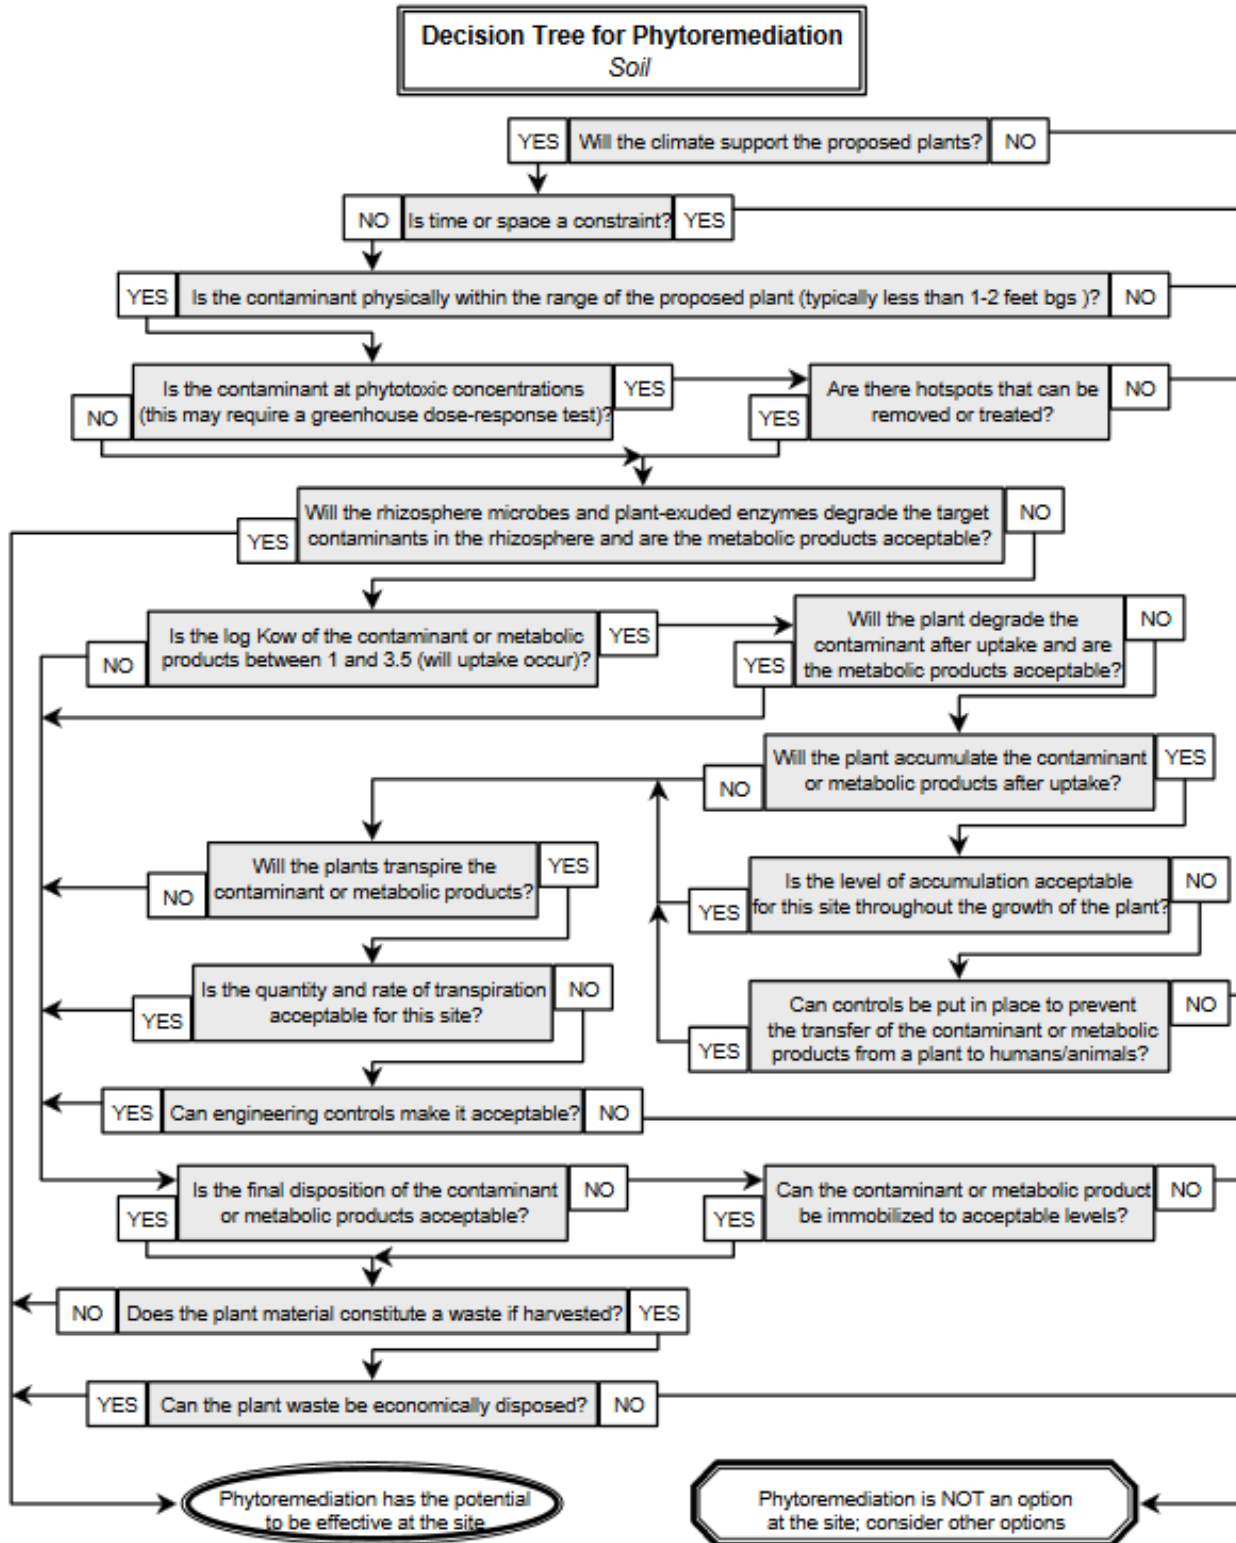 Decision Tree for Phytoremediation
Soil
YES
Will the climate support the proposed plants?
NO
NO
Is time or space a constraint?
YES
YES
Is the contaminant physically within the range of the proposed plant (typically less than 1-2 feet bgs )?
NO
Is the contaminant at phytotoxic concentrations
(this may require a greenhouse dose-response test)?
YES
NO
Are there hotspots that can be
removed or treated?
NO
YES
Will the rhizosphere microbes and plant-exuded enzymes degrade the target
contaminants in the rhizosphere and are the metabolic products acceptable?
NO
YES
Is the log Kow of the contaminant or metabolic
products between 1 and 3.5 (will uptake occur)?
YES
NO
Will the plant degrade the
contaminant after uptake and are
the metabolic products acceptable?
NO
YES
Will the plant accumulate the contaminant
or metabolic products after uptake?
YES
NO
Will the plants transpire the
contaminant or metabolic products?
YES
NO
Is the level of accumulation acceptable
for this site throughout the growth of the plant?
NO
YES
Is the quantity and rate of transpiration
acceptable for this site?
NO
YES
Can controls be put in place to prevent
the transfer of the contaminant or metabolic
products from a plant to humans/animals?
NO
YES
YES
Can engineering controls make it acceptable?
NO
Is the final disposition of the contaminant
or metabolic products acceptable?
NO
YES
Can the contaminant or metabolic product
be immobilized to acceptable levels?
NO
YES
NO
Does the plant material constitute a waste if harvested?
YES
YES
Can the plant waste be economically disposed?
NO
Phytoremediation has the potential
to be effective at the site
Phytoremediation is NOT an option
at the site; consider other options